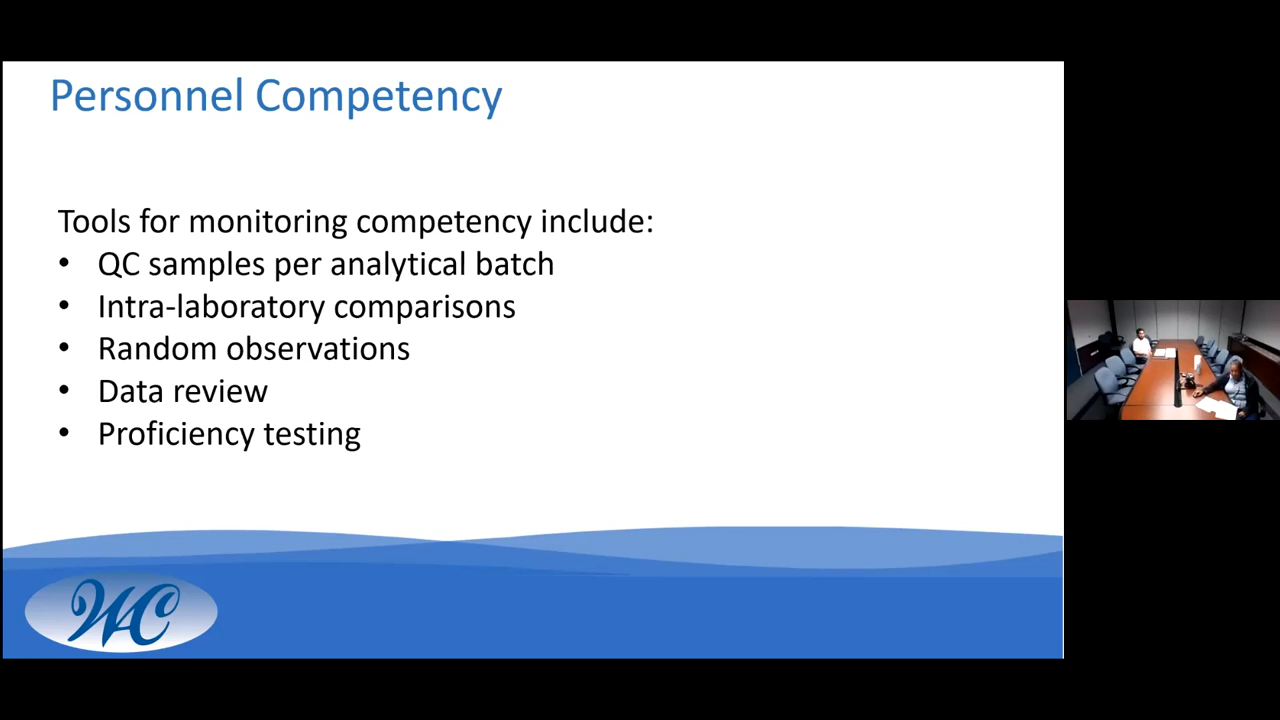 Personnel Competency
Tools for monitoring competency include:
• QC samples per analytical batch
• Intra-laboratory comparisons
• Random observations
• Data review
• Proficiency testing
WC